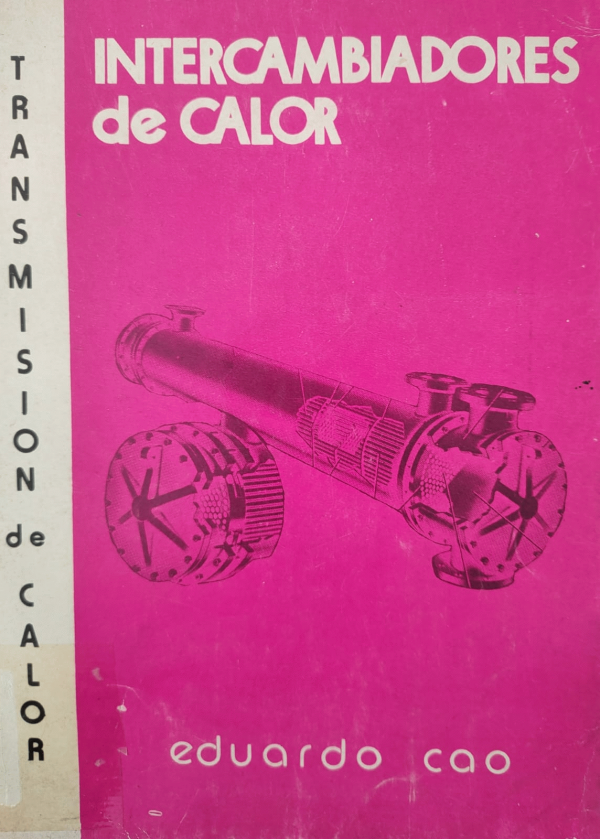 INTERCAMBIADORES
de CALOR
TRANSMISION de CALOR
eduardo cao